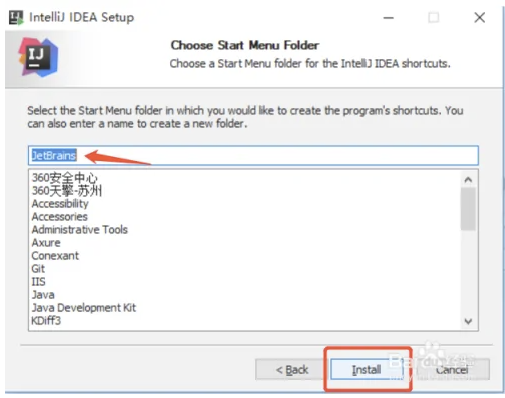 IntelliJ IDEA Setup
IJ
Choose Start Menu Folder
Choose a Start Menu folder for the IntelliJ IDEA shortcuts.
Select the Start Menu folder in which you would like to create the program's shortcuts. You
can also enter a name to create a new folder.
JetBrains
360安全中心
360天擎-苏州
Accessibility
Accessories
Administrative Tools
Axure
Conexant
Git
IIS
Java
Java Development Kit
KDiff3
< Back
Install
Cancel